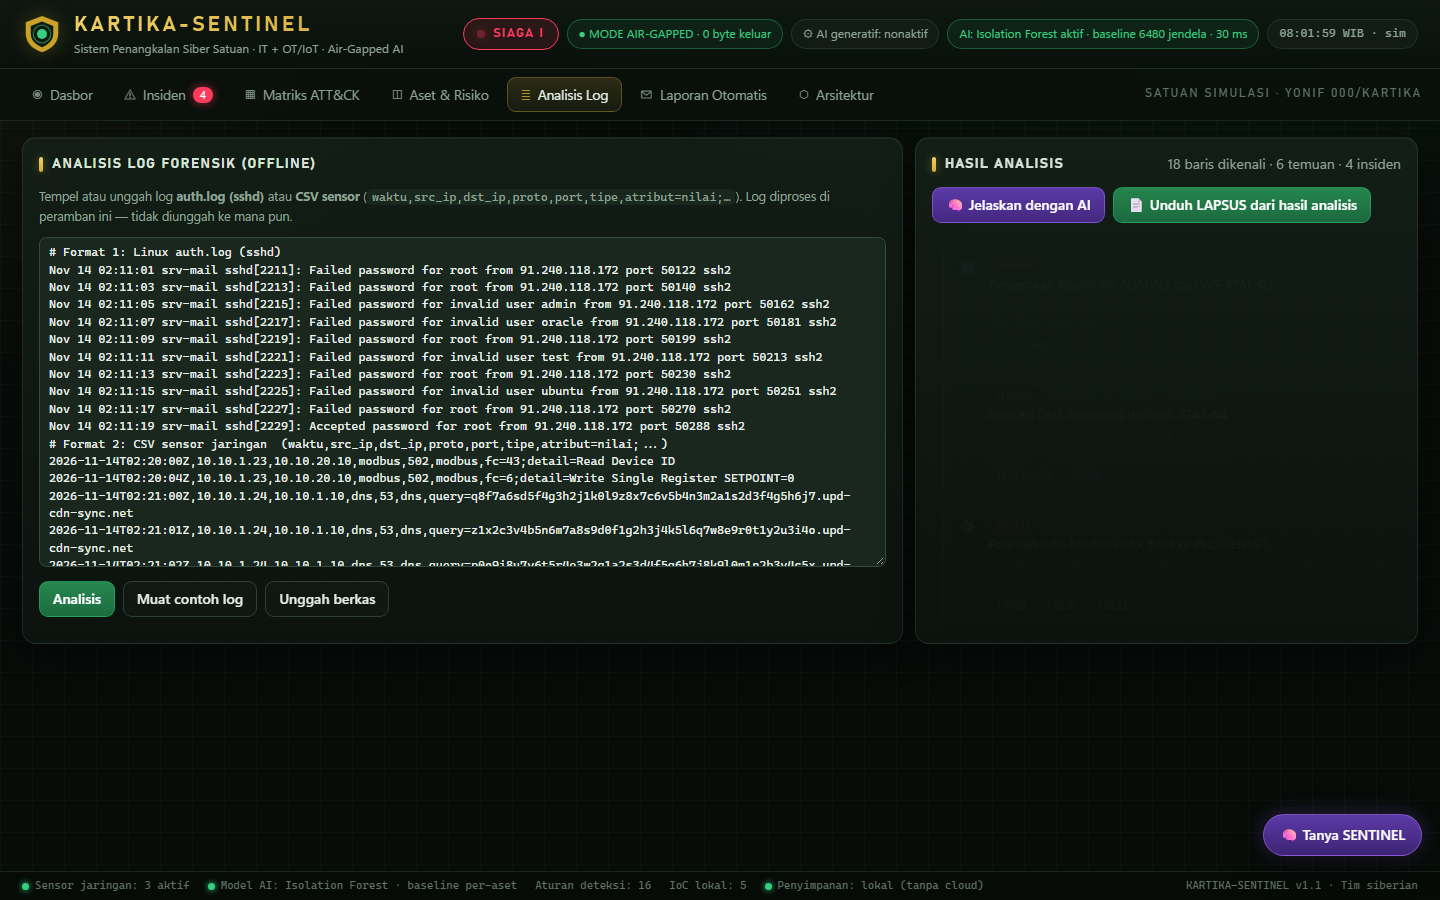 KARTIKA-SENTINEL
Sistem Penangkalan Siber Satuan · IT + OT/IoT · Air-Gapped AI
SIAGA I
● MODE AIR-GAPPED · 0 byte keluar
⚙ AI generatif: nonaktif
AI: Isolation Forest aktif · baseline 6480 jendela · 30 ms
08:01:59 WIB · sim
Dasbor
Insiden 4
Matriks ATT&CK
Aset & Risiko
Analisis Log
Laporan Otomatis
Arsitektur
SATUAN SIMULASI · YONIF 000/KARTIKA
ANALISIS LOG FORENSIK (OFFLINE)
Tempel atau unggah log auth.log (sshd) atau CSV sensor ( waktu,src_ip,dst_ip,proto,port,tipe,atribut=nilai;… ). Log diproses di
peramban ini — tidak diunggah ke mana pun.
# Format 1: Linux auth.log (sshd)
Nov 14 02:11:01 srv-mail sshd[2211]: Failed password for root from 91.240.118.172 port 50122 ssh2
Nov 14 02:11:03 srv-mail sshd[2213]: Failed password for root from 91.240.118.172 port 50140 ssh2
Nov 14 02:11:05 srv-mail sshd[2215]: Failed password for invalid user admin from 91.240.118.172 port 50162 ssh2
Nov 14 02:11:07 srv-mail sshd[2217]: Failed password for invalid user oracle from 91.240.118.172 port 50181 ssh2
Nov 14 02:11:09 srv-mail sshd[2219]: Failed password for root from 91.240.118.172 port 50199 ssh2
Nov 14 02:11:11 srv-mail sshd[2221]: Failed password for invalid user test from 91.240.118.172 port 50213 ssh2
Nov 14 02:11:13 srv-mail sshd[2223]: Failed password for root from 91.240.118.172 port 50230 ssh2
Nov 14 02:11:15 srv-mail sshd[2225]: Failed password for invalid user ubuntu from 91.240.118.172 port 50251 ssh2
Nov 14 02:11:17 srv-mail sshd[2227]: Failed password for root from 91.240.118.172 port 50270 ssh2
Nov 14 02:11:19 srv-mail sshd[2229]: Accepted password for root from 91.240.118.172 port 50288 ssh2
# Format 2: CSV sensor jaringan  (waktu,src_ip,dst_ip,proto,port,tipe,atribut=nilai;...)
2026-11-14T02:20:00Z,10.10.1.23,10.10.20.10,modbus,502,modbus,fc=43;detail=Read Device ID
2026-11-14T02:20:04Z,10.10.1.23,10.10.20.10,modbus,502,modbus,fc=6;detail=Write Single Register SETPOINT=0
2026-11-14T02:21:00Z,10.10.1.24,10.10.1.10,dns,53,dns,query=q8f7a6sd5f4g3h2j1k0l9z8x7c6v5b4n3m2a1s2d3f4g5h6j7.upd-
cdn-sync.net
2026-11-14T02:21:01Z,10.10.1.24,10.10.1.10,dns,53,dns,query=z1x2c3v4b5n6m7a8s9d0f1g2h3j4k5l6q7w8e9r0t1y2u3i4o.upd-
cdn-sync.net
Analisis
Muat contoh log
Unggah berkas
HASIL ANALISIS
18 baris dikenali · 6 temuan · 4 insiden
Jelaskan dengan AI
Unduh LAPSUS dari hasil analisis
Tanya SENTINEL
Sensor jaringan: 3 aktif
Model AI: Isolation Forest · baseline per-aset
Aturan deteksi: 16
IoC lokal: 5
Penyimpanan: lokal (tanpa cloud)
KARTIKA-SENTINEL v1.1 · Tim siberian